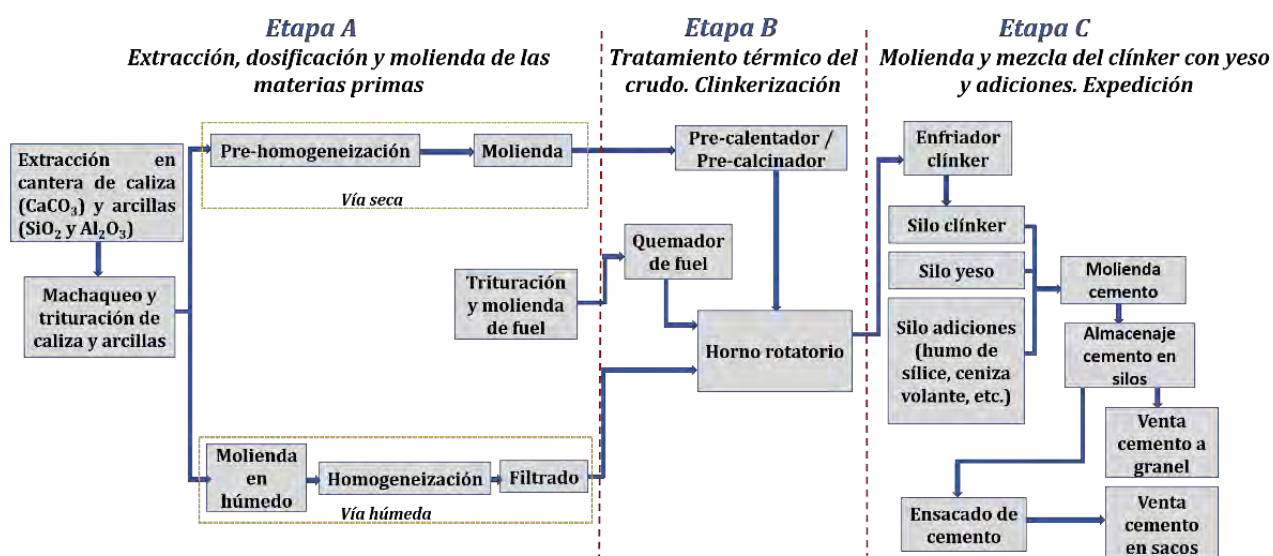 Etapa A
Extracción, dosificación y molienda de las
materias primas
Etapa B
Tratamiento térmico del
crudo. Clinkerización
Etapa C
Molienda y mezcla del clínker con yeso
y adiciones. Expedición
Extracción en
cantera de caliza
(CaCO₃) y arcillas
(SiO₂ y Al₂O₃)
Machaqueo y
trituración de
caliza y arcillas
Pre-homogeneización
Molienda
Vía seca
Molienda
en
húmedo
Homogeneización
Filtrado
Vía húmeda
Trituración
y molienda
de fuel
Pre-calentador /
Pre-calcinador
Quemador
de fuel
Horno rotatorio
Enfriador
clínker
Silo clínker
Silo yeso
Silo adiciones
(humo de
sílice, ceniza
volante, etc.)
Molienda
cemento
Almacenaje
cemento en
silos
Venta
cemento a
granel
Ensacado de
cemento
Venta
cemento
en sacos